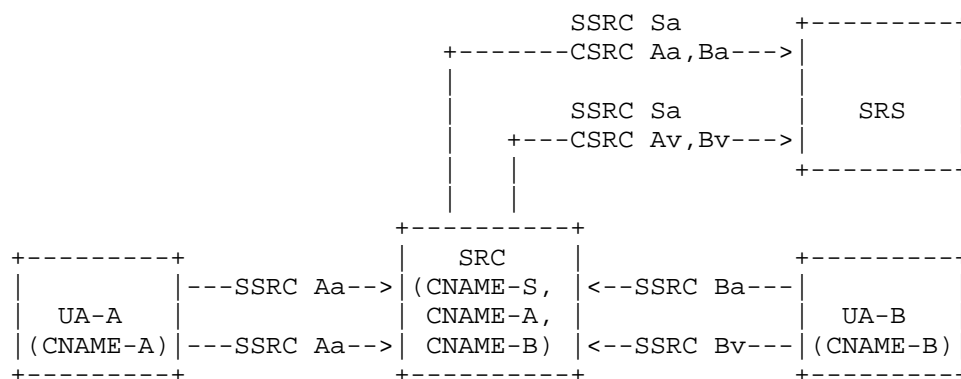 SSRC Sa
CSRC Aa,Ba
SSRC Sa
SRS
CSRC Av,Bv
SRC
SSRC Aa
(CNAME-S,
SSRC Ba
UA-A
CNAME-A,
UA-B
(CNAME-A)
SSRC Aa
CNAME-B)
SSRC Bv
(CNAME-B)